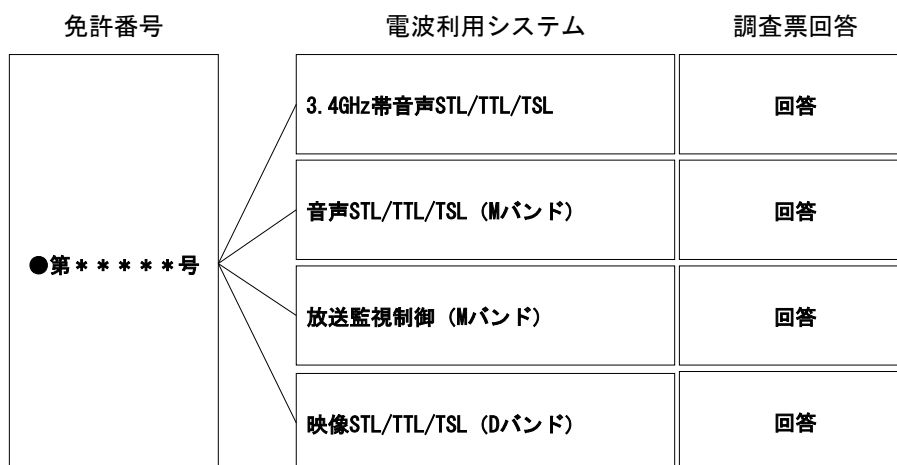 免許番号 電波利用システム 調査票回答
3.4GHz帯音声STL/TTL/TSL 回答
音声STL/TTL/TSL（Mバンド） 回答
●第＊＊＊＊＊号
放送監視制御（Mバンド） 回答
映像STL/TTL/TSL（Dバンド） 回答